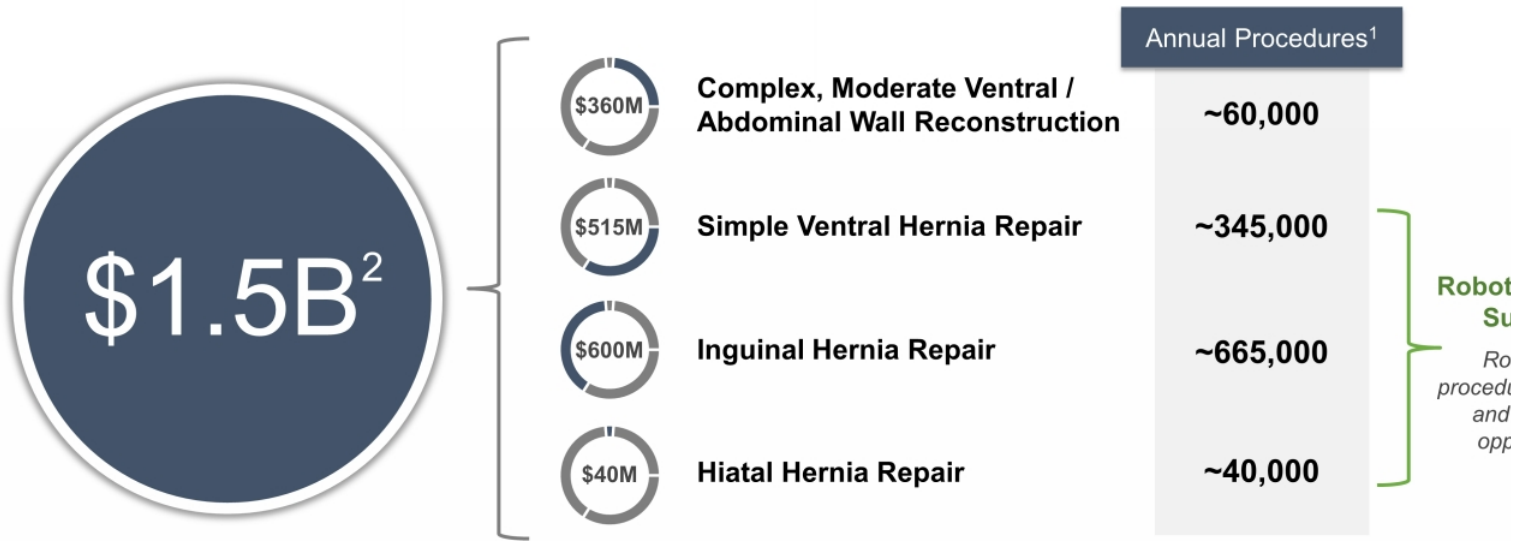 $1.5B²
Annual Procedures¹
$360M
Complex, Moderate Ventral /
Abdominal Wall Reconstruction
~60,000
$515M
Simple Ventral Hernia Repair
~345,000
$600M
Inguinal Hernia Repair
~665,000
$40M
Hiatal Hernia Repair
~40,000
and